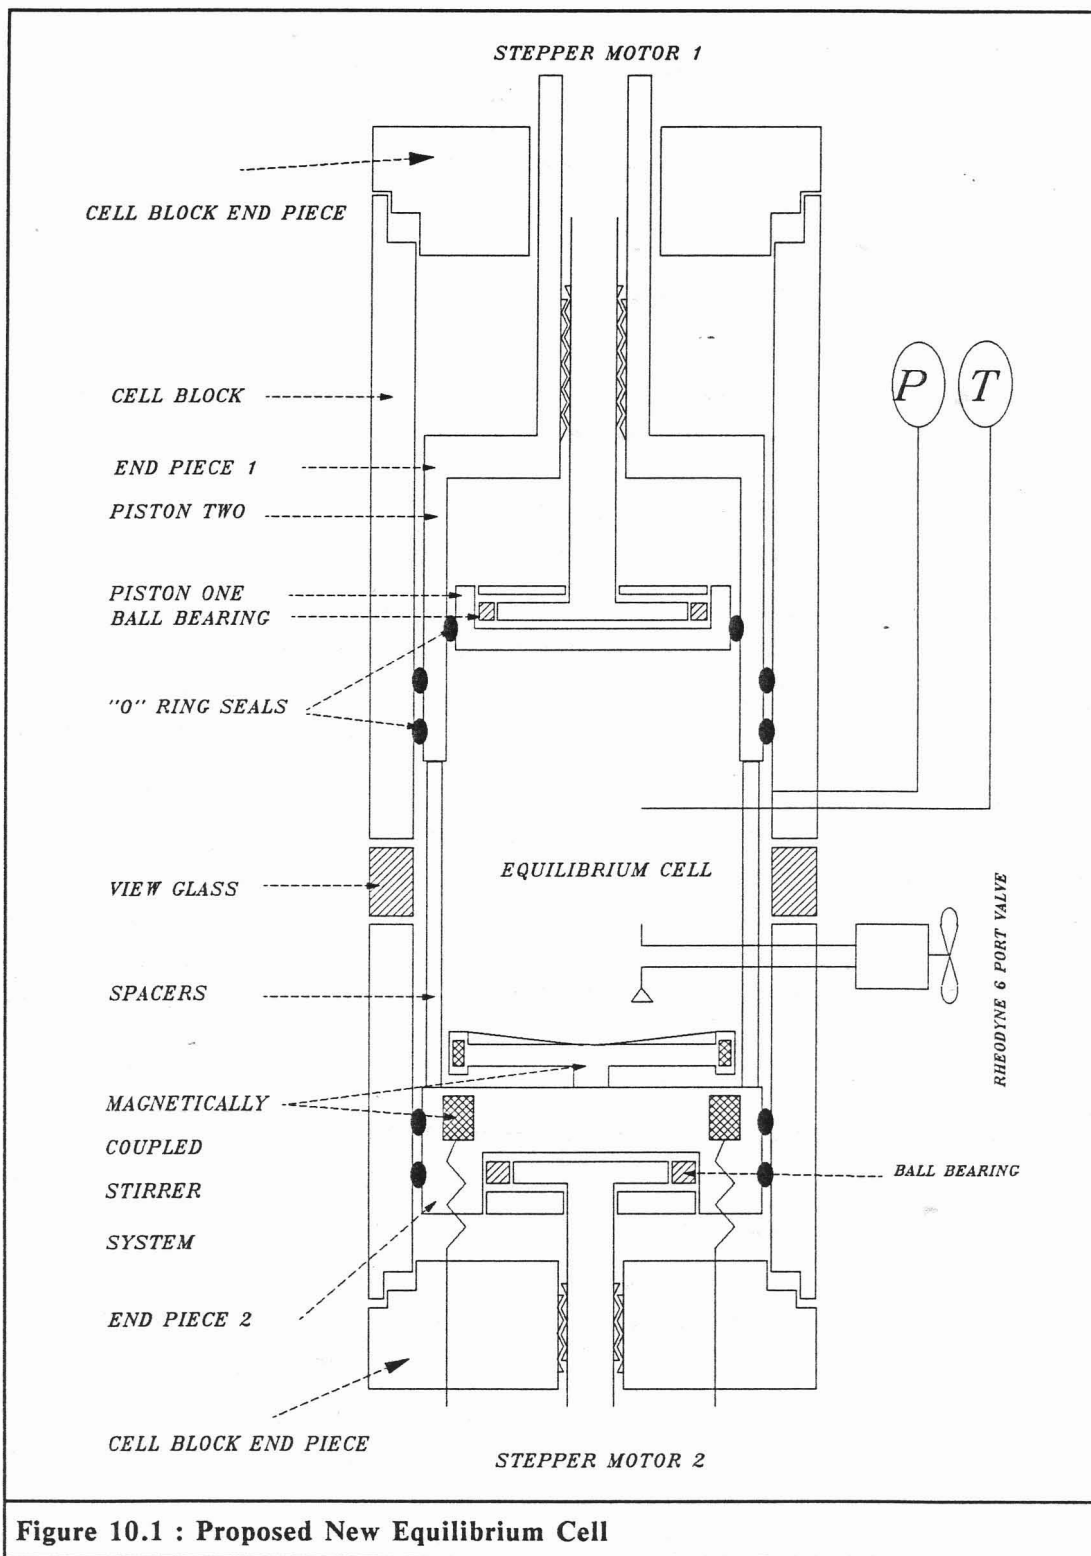 STEPPER MOTOR 1
CELL BLOCK END PIECE
CELL BLOCK
P T
END PIECE 1
PISTON TWO
PISTON ONE
BALL BEARING
"O" RING SEALS
EQUILIBRIUM CELL
VIEW GLASS
SPACERS
RHEODYNE 6 PORT VALVE
MAGNETICALLY
COUPLED
STIRRER
SYSTEM
BALL BEARING
END PIECE 2
CELL BLOCK END PIECE
STEPPER MOTOR 2
Figure 10.1 : Proposed New Equilibrium Cell